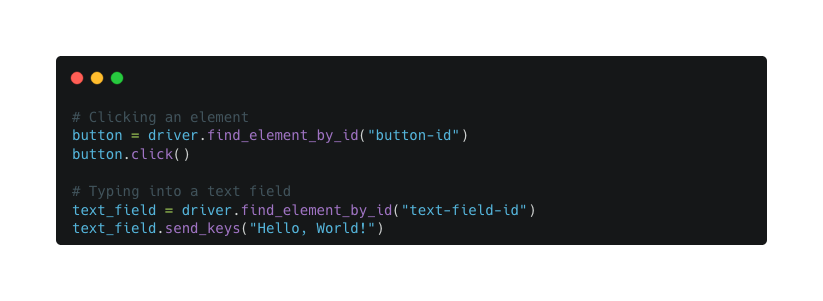 # Clicking an element
button = driver.find_element_by_id("button-id")
button.click()
# Typing into a text field
text_field = driver.find_element_by_id("text-field-id")
text_field.send_keys("Hello, World!")